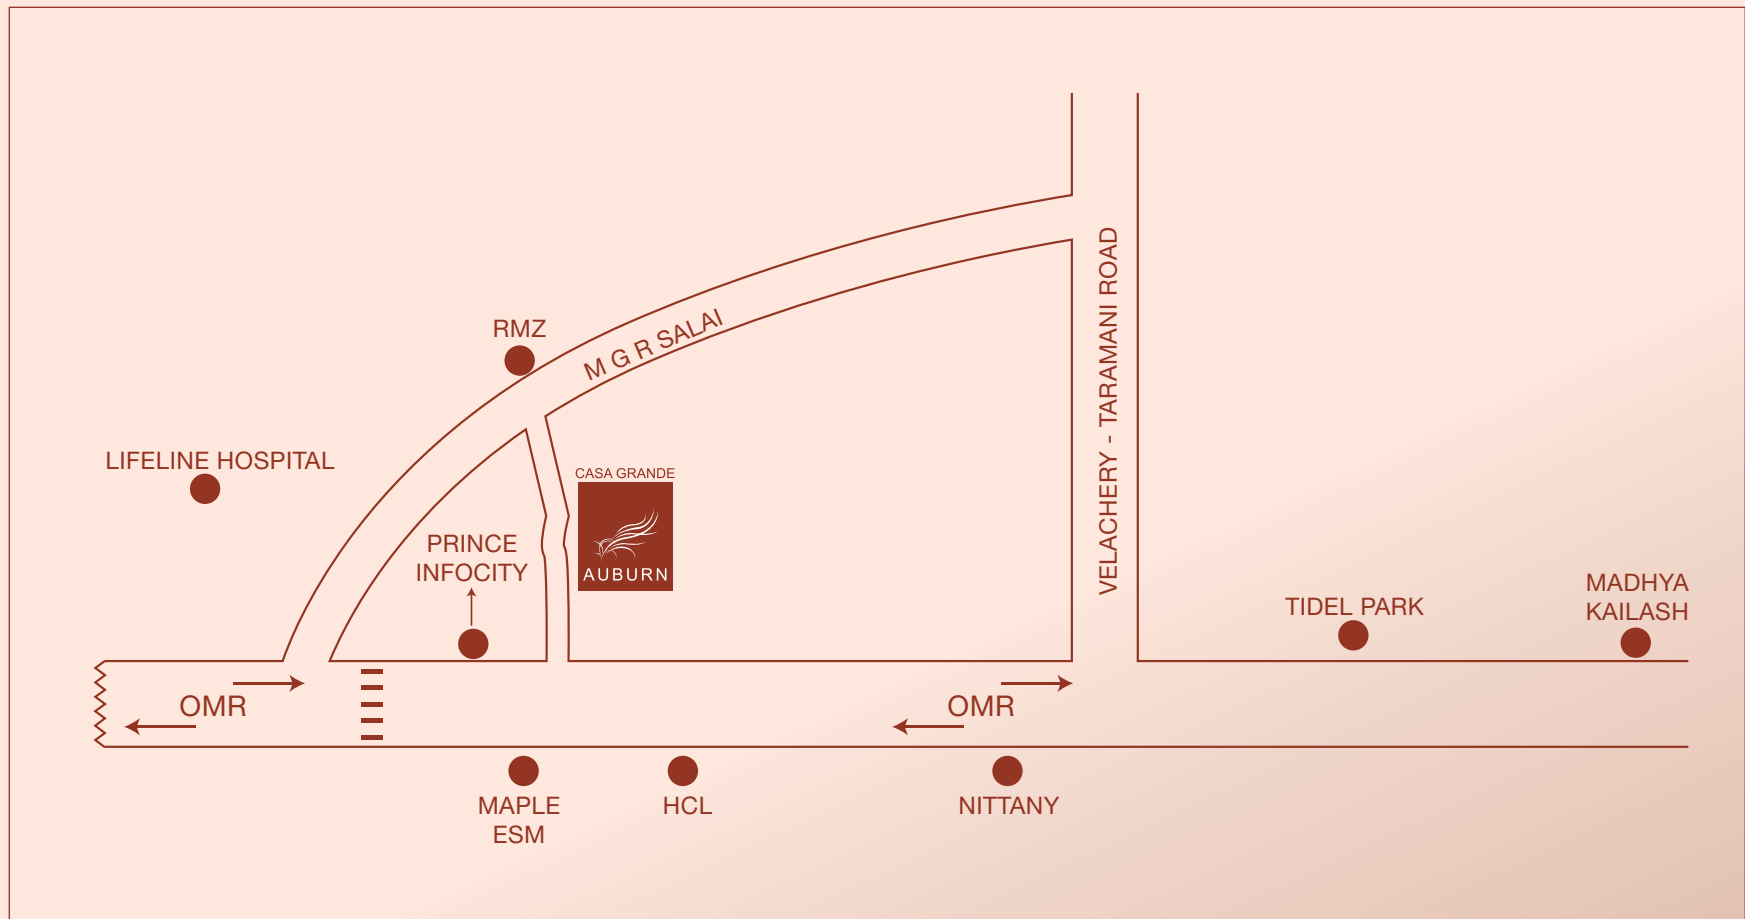 RMZ
M G R SALAI
VELACHERY - TARAMANI ROAD
LIFELINE HOSPITAL
CASA GRANDE
AUBURN
PRINCE
INFOCITY
TIDEL PARK
MADHYA
KAILASH
OMR
OMR
MAPLE
ESM
HCL
NITTANY